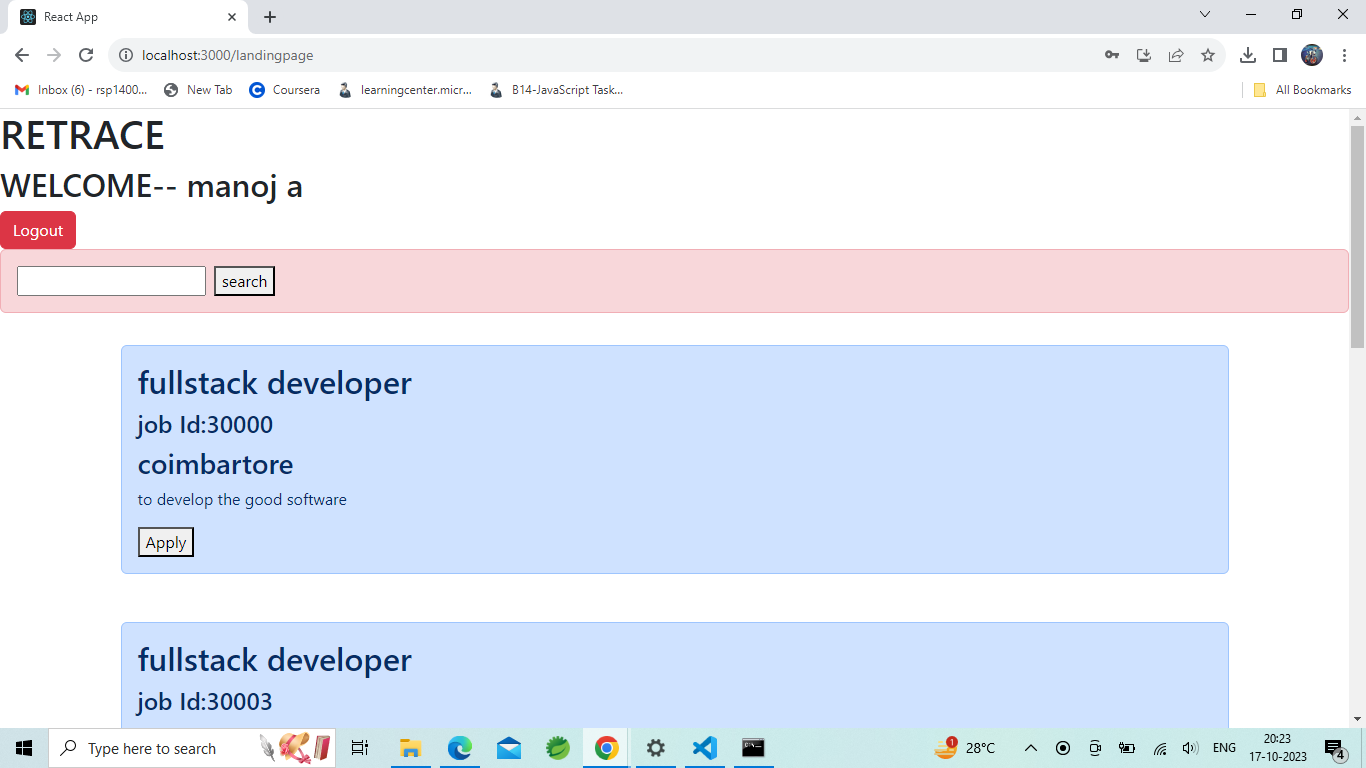 React App
localhost:3000/landingpage
Inbox (6) - rsp1400...
New Tab
Coursera
learningcenter.micr...
B14-JavaScript Task...
All Bookmarks
RETRACE
WELCOME-- manoj a
Logout
search
fullstack developer
job Id:30000
coimbartore
to develop the good software
Apply
fullstack developer
job Id:30003
Type here to search
1
28°C
ENG
20:23
17-10-2023
4